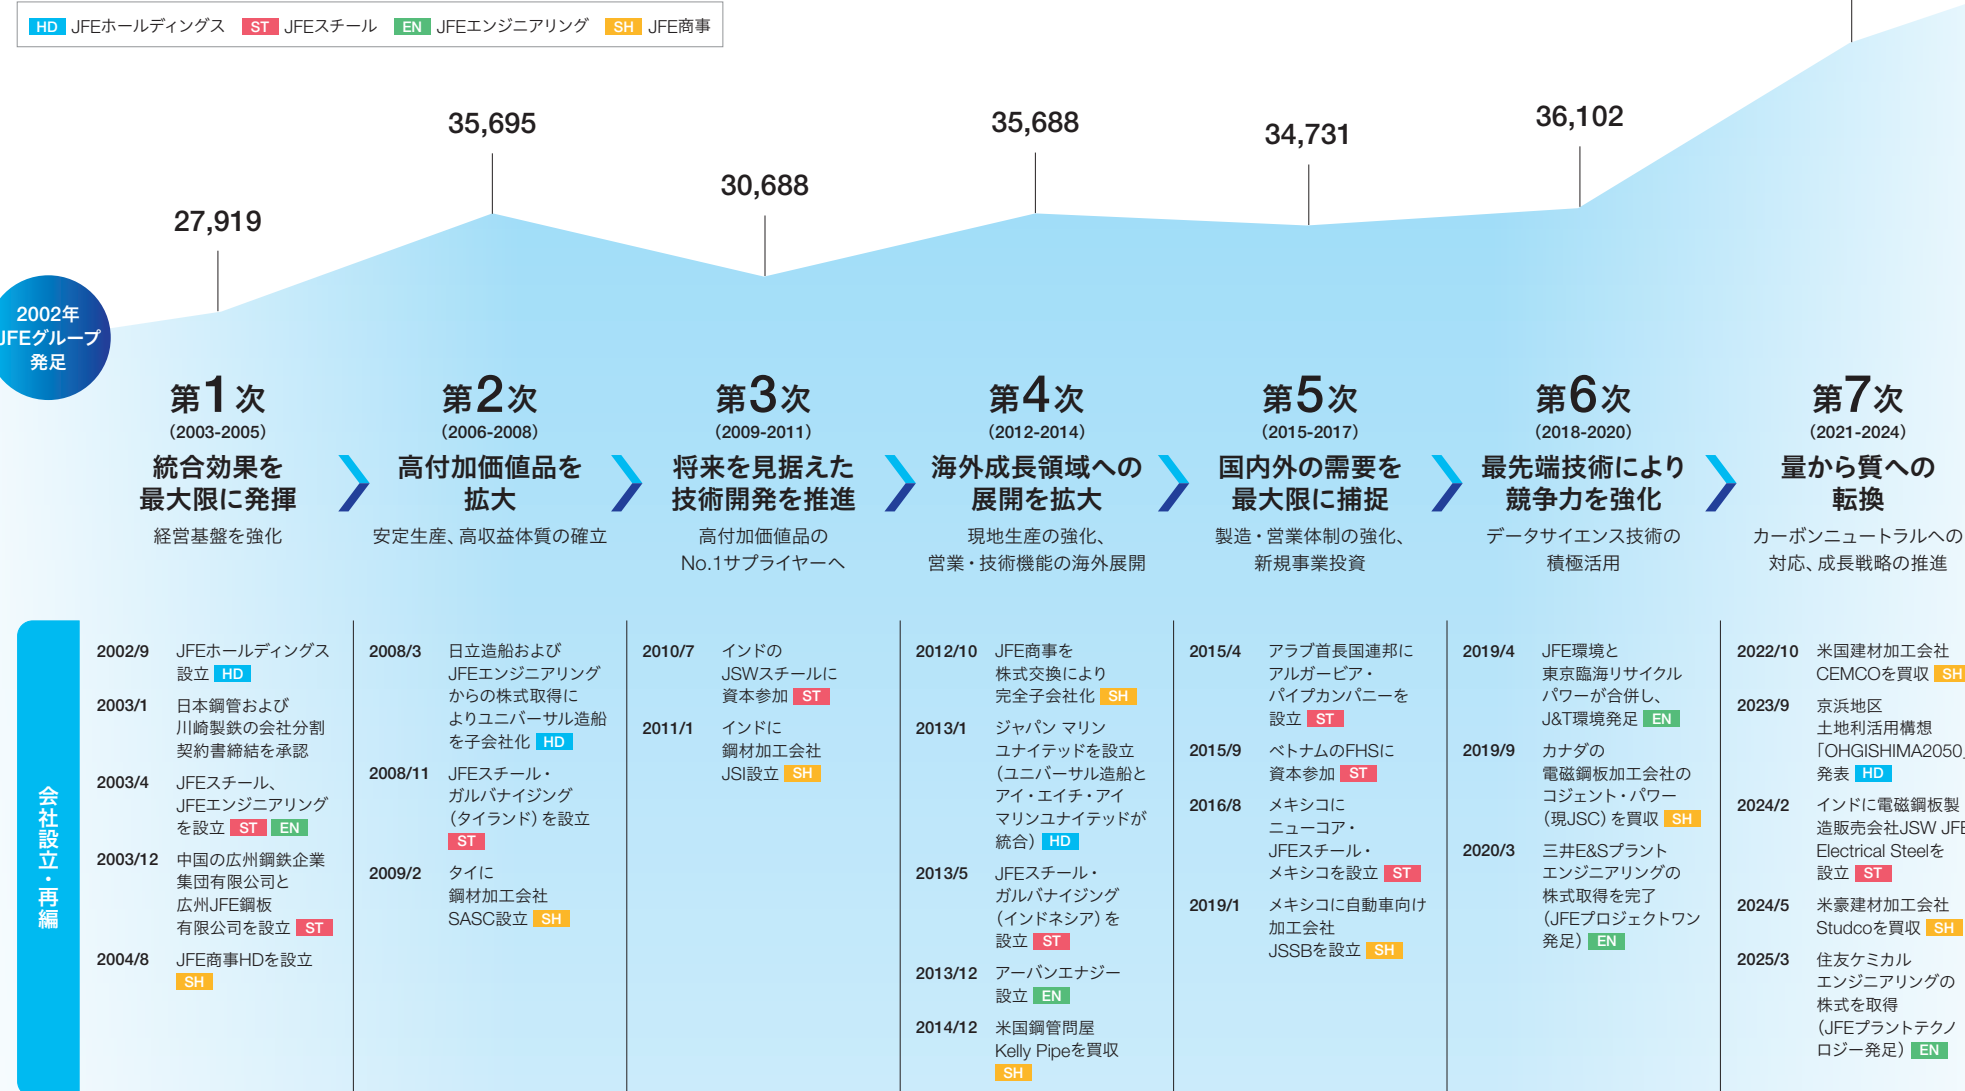 HD JFEホールディングス ST JFEスチール EN JFEエンジニアリング SH JFE商事
27,919
35,695
30,688
35,688
34,731
36,102
2002年
JFEグループ
発足
第1次
(2003-2005)
統合効果を
最大限に発揮
経営基盤を強化
第2次
(2006-2008)
高付加価値品を
拡大
安定生産、高収益体質の確立
第3次
(2009-2011)
将来を見据えた
技術開発を推進
高付加価値品の
No.1サプライヤーへ
第4次
(2012-2014)
海外成長領域への
展開を拡大
現地生産の強化、
営業・技術機能の海外展開
第5次
(2015-2017)
国内外の需要を
最大限に捕捉
製造・営業体制の強化、
新規事業投資
第6次
(2018-2020)
最先端技術により
競争力を強化
データサイエンス技術の
積極活用
第7次
(2021-2024)
量から質への
転換
カーボンニュートラルへの
対応、成長戦略の推進
会社設立・再編
2002/9 JFEホールディングス
設立 HD
2003/1 日本鋼管および
川崎製鉄の会社分割
契約書締結を承認
2003/4 JFEスチール、
JFEエンジニアリング
を設立 ST EN
2003/12 中国の広州鋼鉄企業
集団有限公司と
広州JFE鋼板
有限公司を設立 ST
2004/8 JFE商事HDを設立
SH
2008/3 日立造船および
JFEエンジニアリング
からの株式取得に
よりユニバーサル造船
を子会社化 HD
2008/11 JFEスチール・
ガルバナイジング
(タイランド)を設立
ST
2009/2 タイに
鋼材加工会社
SASC設立 SH
2010/7 インドの
JSWスチールに
資本参加 ST
2011/1 インドに
鋼材加工会社
JSI設立 SH
2012/10 JFE商事を
株式交換により
完全子会社化 SH
2013/1 ジャパン マリン
ユナイテッドを設立
(ユニバーサル造船と
アイ・エイチ・アイ
マリンユナイテッドが
統合) HD
2013/5 JFEスチール・
ガルバナイジング
(インドネシア)を
設立 ST
2013/12 アーバンエナジー
設立 EN
2014/12 米国鋼管問屋
Kelly Pipeを買収
SH
2015/4 アラブ首長国連邦に
アルガービア・
パイプカンパニーを
設立 ST
2015/9 ベトナムのFHSに
資本参加 ST
2016/8 メキシコに
ニューコア・
JFEスチール・
メキシコを設立 ST
2019/1 メキシコに自動車向け
加工会社
JSSBを設立 SH
2019/4 JFE環境と
東京臨海リサイクル
パワーが合併し、
J&T環境発足 EN
2019/9 カナダの
電磁鋼板加工会社の
コジェント・パワー
(現JSC)を買収 SH
2020/3 三井E&Sプラント
エンジニアリングの
株式取得を完了
(JFEプロジェクトワン
発足) EN
2022/10 米国建材加工会社
CEMCOを買収 SH
2023/9 京浜地区
土地利活用構想
「OHGISHIMA2050」
発表 HD
2024/2 インドに電磁鋼板製
造販売会社JSW JFE
Electrical Steelを
設立 ST
2024/5 米豪建材加工会社
Studcoを買収 SH
2025/3 住友ケミカル
エンジニアリングの
株式を取得
(JFEプラントテクノ
ロジー発足) EN